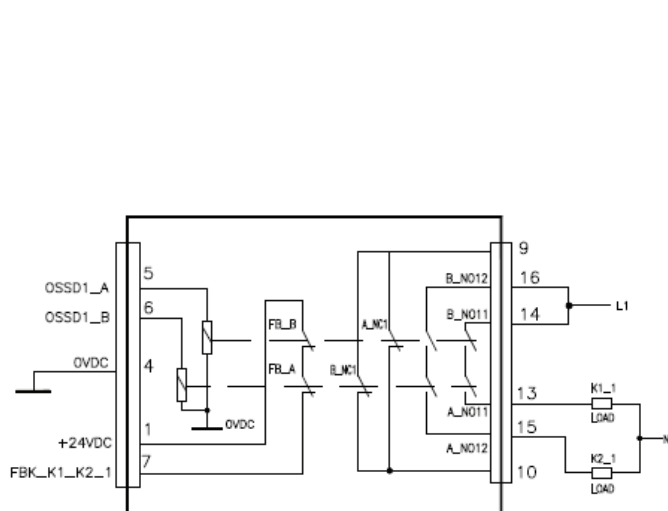 9
5
B_NO12
16
OSSD1_A
L1
6
B_NO11
14
OSSD1_B
FB_B
A_NC1
0VDC
4
FB_A
B_NC1
K1_1
13
LOAD
A_NO11
0VDC
15
+24VDC
1
N
A_NO12
K2_1
7
FBK_K1_K2_1
10
LOAD